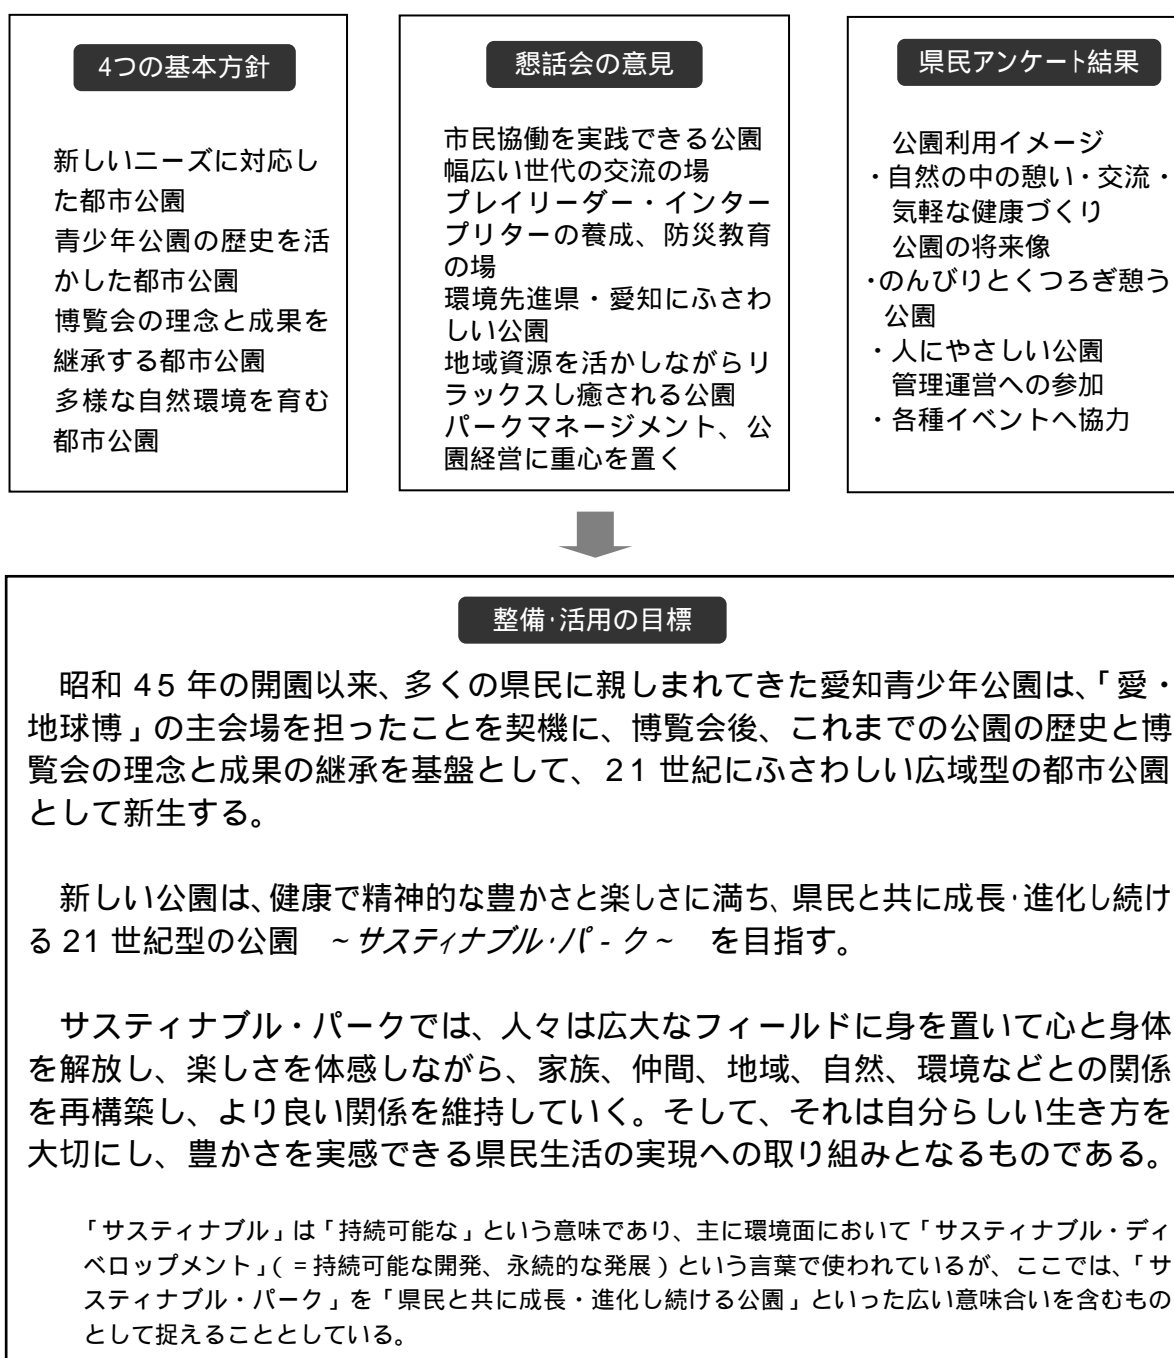 4つの基本方針
新しいニーズに対応し
た都市公園
青少年公園の歴史を活
かした都市公園
博覧会の理念と成果を
継承する都市公園
多様な自然環境を育む
都市公園
懇話会の意見
市民協働を実践できる公園
幅広い世代の交流の場
プレイリーダー・インター
プリターの養成、防災教育
の場
環境先進県・愛知にふさわ
しい公園
地域資源を活かしながらリ
ラックスし癒される公園
パークマネージメント、公
園経営に重心を置く
県民アンケート結果
公園利用イメージ
・自然の中の憩い・交流・
気軽な健康づくり
公園の将来像
・のんびりとくつろぎ憩う
公園
・人にやさしい公園
管理運営への参加
・各種イベントへ協力
整備・活用の目標
昭和 45 年の開園以来、多くの県民に親しまれてきた愛知青少年公園は、「愛・
地球博」の主会場を担ったことを契機に、博覧会後、これまでの公園の歴史と博
覧会の理念と成果の継承を基盤として、21 世紀にふさわしい広域型の都市公園
として新生する。
新しい公園は、健康で精神的な豊かさと楽しさに満ち、県民と共に成長・進化し続け
る 21 世紀型の公園　~サスティナブル・パ-ク~　を目指す。
サスティナブル・パークでは、人々は広大なフィールドに身を置いて心と身体
を解放し、楽しさを体感しながら、家族、仲間、地域、自然、環境などとの関係
を再構築し、より良い関係を維持していく。そして、それは自分らしい生き方を
大切にし、豊かさを実感できる県民生活の実現への取り組みとなるものである。
「サスティナブル」は「持続可能な」という意味であり、主に環境面において「サスティナブル・ディ
ベロップメント」(=持続可能な開発、永続的な発展)という言葉で使われているが、ここでは、「サ
スティナブル・パーク」を「県民と共に成長・進化し続ける公園」といった広い意味合いを含むもの
として捉えることとしている。